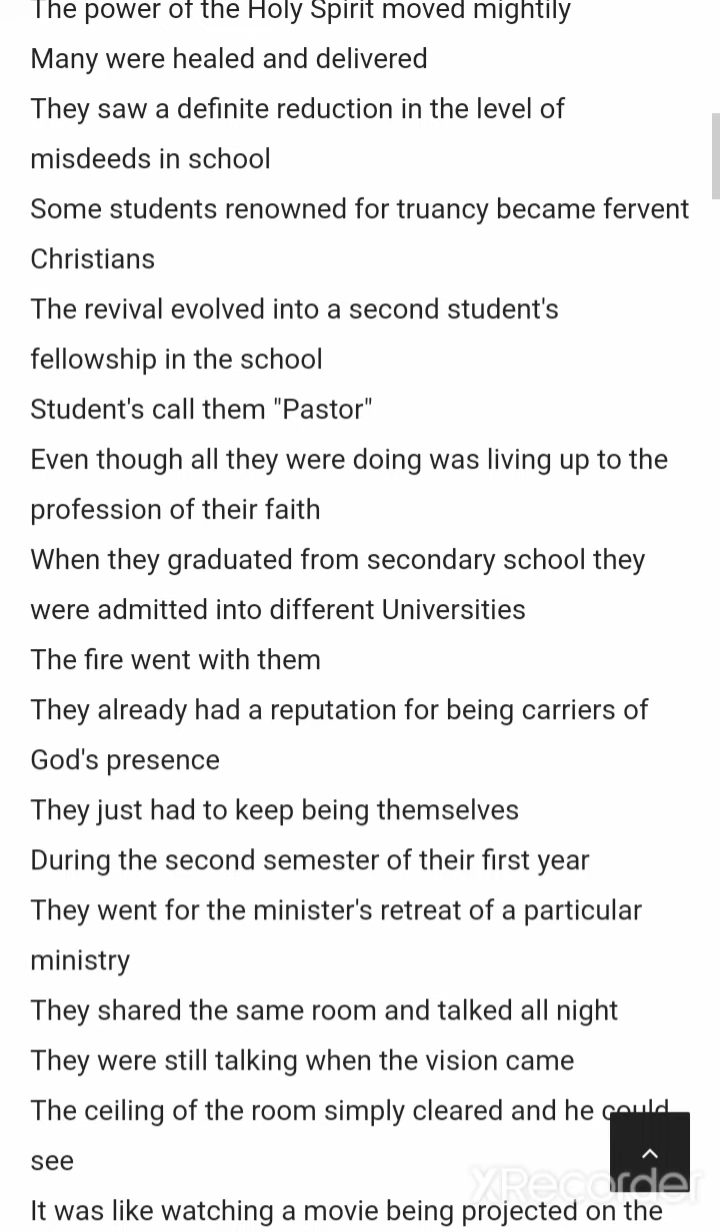 The power of the Holy Spirit moved mightily
Many were healed and delivered
They saw a definite reduction in the level of
misdeeds in school
Some students renowned for truancy became fervent
Christians
The revival evolved into a second student's
fellowship in the school
Student's call them "Pastor"
Even though all they were doing was living up to the
profession of their faith
When they graduated from secondary school they
were admitted into different Universities
The fire went with them
They already had a reputation for being carriers of
God's presence
They just had to keep being themselves
During the second semester of their first year
They went for the minister's retreat of a particular
ministry
They shared the same room and talked all night
They were still talking when the vision came
The ceiling of the room simply cleared and he could
see
XRecorder
It was like watching a movie being projected on the